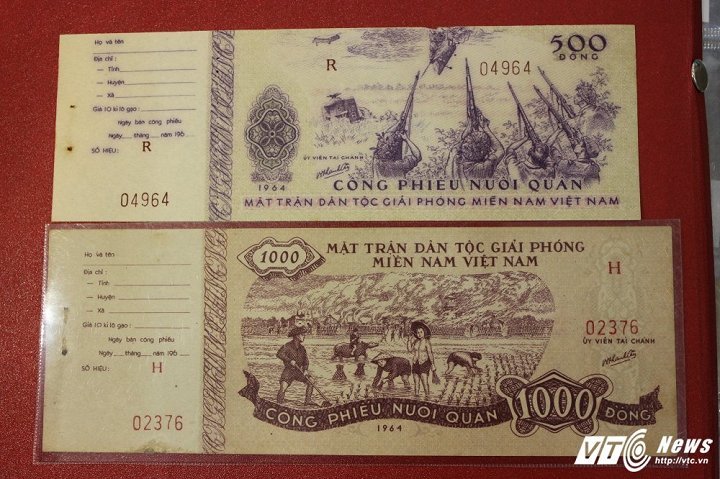 Họ và tên
Địa chỉ :
— Tỉnh
— Huyện
— Xã
Giá 10 kí lô gạo :
Ngày bán công phiếu
Ngày tháng năm 196
SỐ HIỆU :
R
04964
R
04964
500
ĐỒNG
ỦY VIÊN TÀI CHÁNH
1964
CÔNG PHIẾU NUÔI QUÂN
MẶT TRẬN DÂN TỘC GIẢI PHÓNG MIỀN NAM VIỆT NAM
Họ và tên
Địa chỉ :
— Tỉnh
— Huyện
— Xã
Giá 10 kí lô gạo :
Ngày bán công phiếu
Ngày tháng năm 196
SỐ HIỆU :
H
02376
1000
MẶT TRẬN DÂN TỘC GIẢI PHÓNG
MIỀN NAM VIỆT NAM
H
02376
ỦY VIÊN TÀI CHÁNH
CÔNG PHIẾU NUÔI QUÂN 1000 ĐỒNG
1964
VTC News
http://vtc.vn